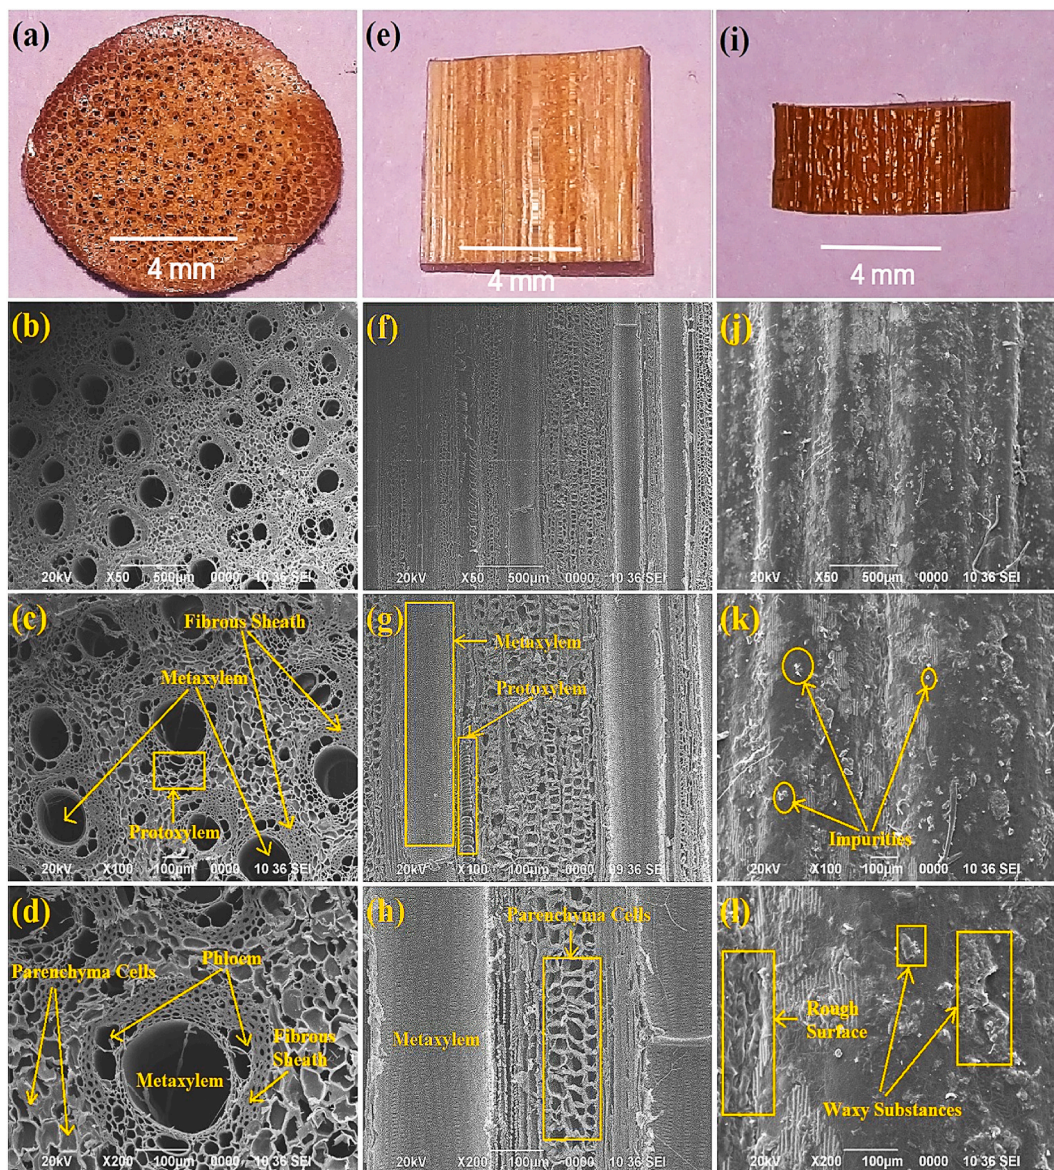 (a)
4 mm
(e)
4 mm
(i)
4 mm
(b)
20kV X50 500µm 0000 10 36 SEI
(f)
20kV X50 500µm 0000 10 36 SEI
(j)
20kV X50 500µm 0000 10 36 SEI
(c)
Fibrous Sheath
Metaxylem
Protoxylem
20kV X100 100µm 0000 10 36 SEI
(g)
Metaxylem
Protoxylem
20kV X100 100µm 0000 09 36 SEI
(k)
Impurities
20kV X100 100µm 0000 10 36 SEI
(d)
Phloem
Parenchyma Cells
Fibrous
Sheath
Metaxylem
20kV X200 100µm 0000 10 36 SEI
(h)
Parenchyma Cells
Metaxylem
20kV X200 100µm 0000 10 36 SEI
(l)
Rough
Surface
Waxy Substances
20kV X200 100µm 0000 10 36 SEI